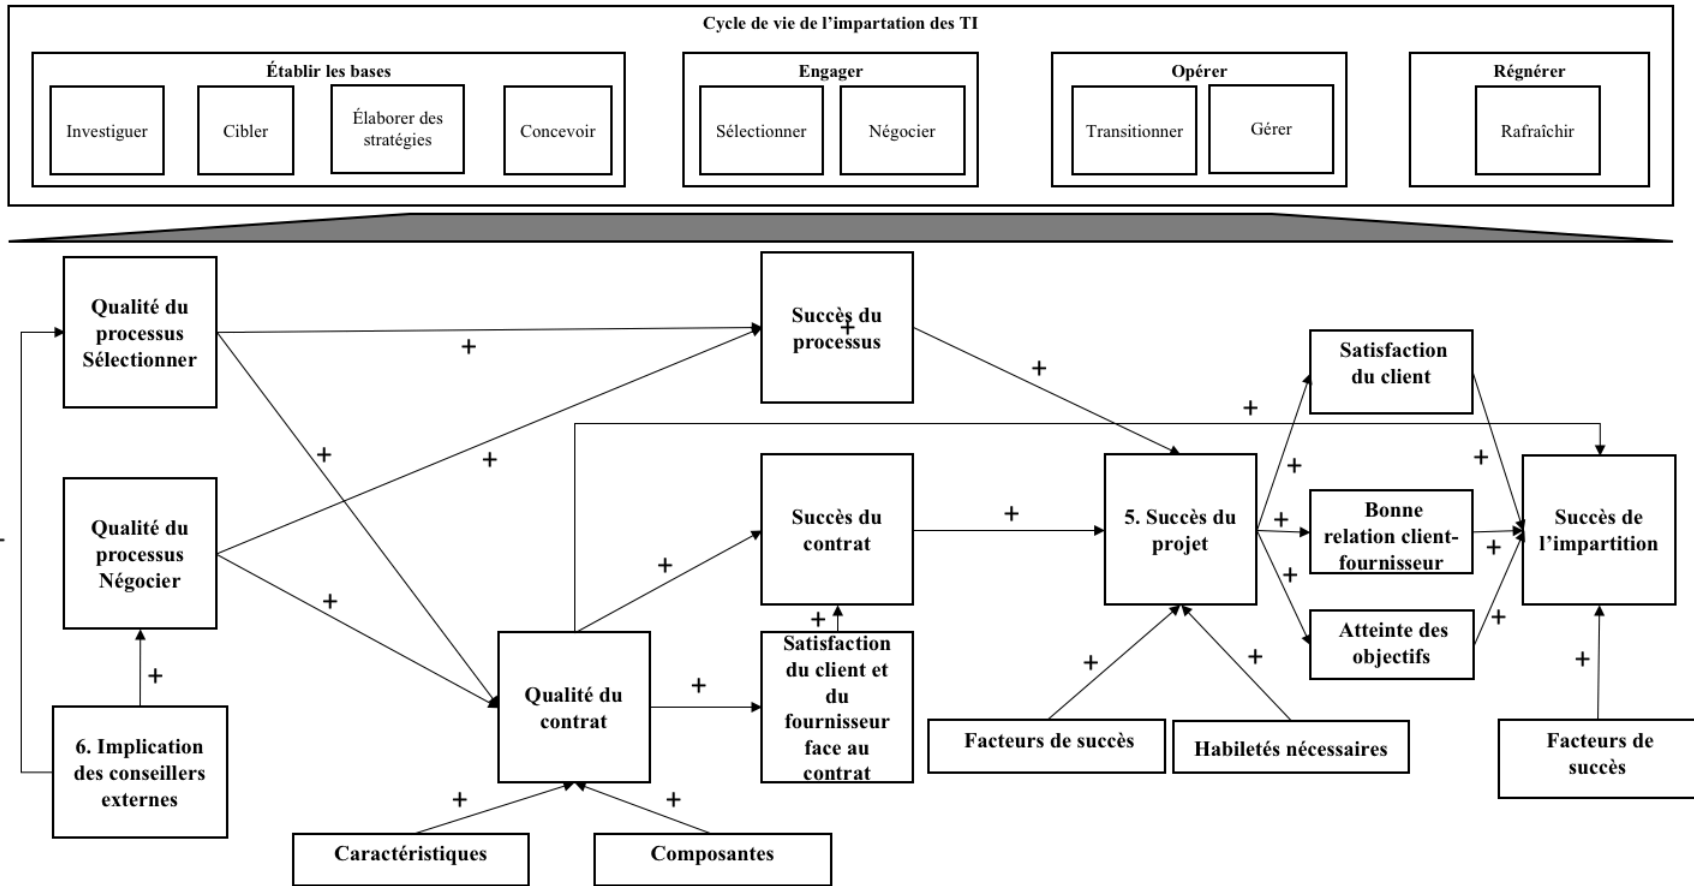 Cycle de vie de l’impartation des TI
Établir les bases
Engager
Opérer
Régnérer
Investiguer
Cibler
Élaborer des
stratégies
Concevoir
Sélectionner
Négocier
Transitionner
Gérer
Rafraîchir
Qualité du
processus
Sélectionner
Succès du
processus
+
+
+
+
+
+
Satisfaction
du client
Qualité du
processus
Négocier
Succès du
contrat
5. Succès du
projet
Bonne
relation client-
fournisseur
Succès de
l’impartition
+
+
+
+
+
+
+
+
+
+
Atteinte des
objectifs
+
+
+
+
+
6. Implication
des conseillers
externes
Qualité du
contrat
Satisfaction
du client et
du
fournisseur
face au
contrat
Facteurs de succès
Habiletés nécessaires
Facteurs de
succès
+
+
Caractéristiques
Composantes